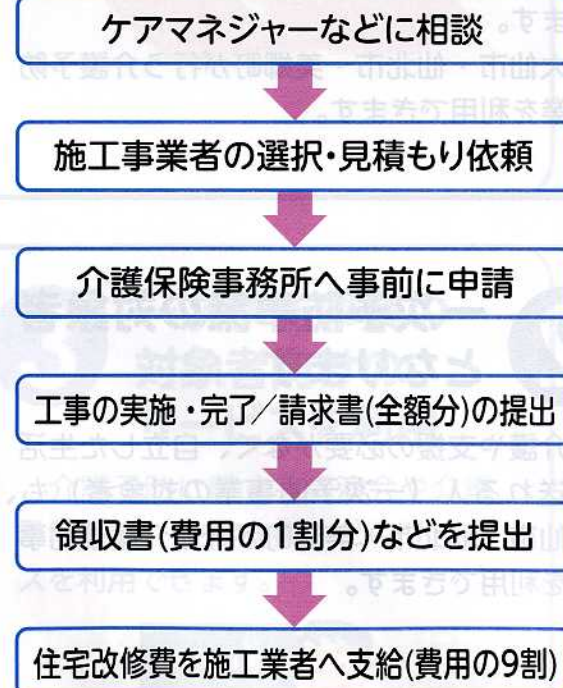 ケアマネジャーなどに相談
施工事業者の選択・見積もり依頼
介護保険事務所へ事前に申請
工事の実施・完了/請求書(全額分)の提出
領収書(費用の1割分)などを提出
住宅改修費を施工業者へ支給(費用の9割)